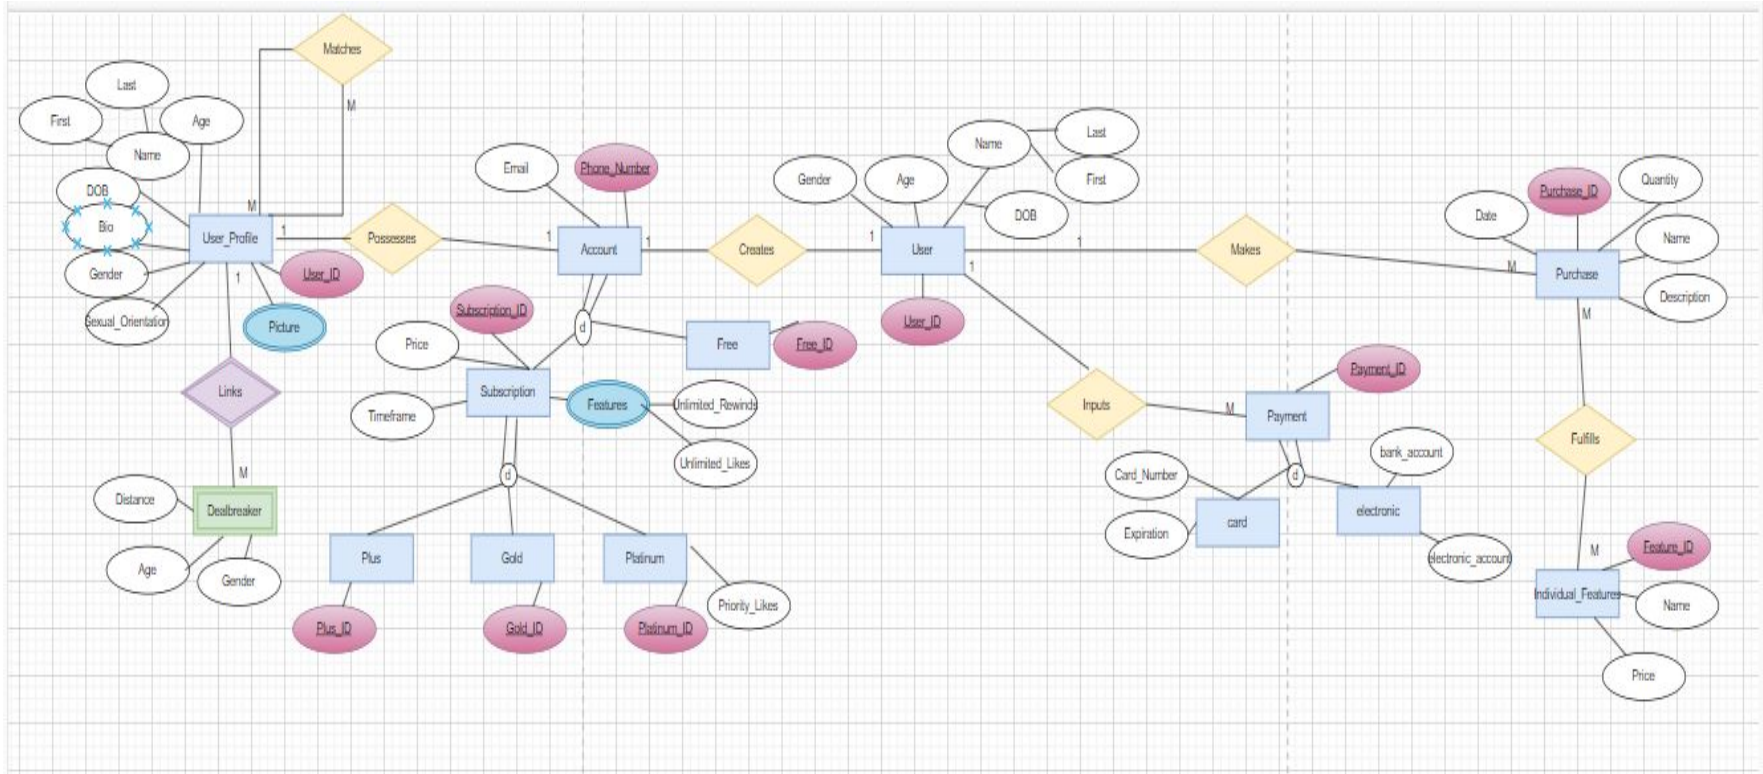 Matches
M
Last
First
Age
Name
DOB
Bio
Gender
Sexual_Orientation
M
User_Profile
1
User_ID
Picture
1
Links
M
Dealbreaker
Distance
Age
Gender
Possesses
Email
Phone_Number
1
Account
1
Creates
Subscription_ID
Price
Timeframe
Subscription
d
Free
Free_ID
Features
Unlimited_Rewinds
Unlimited_Likes
d
Plus
Gold
Platinum
Plus_ID
Gold_ID
Platinum_ID
Priority_Likes
Gender
Age
Name
Last
First
DOB
1
User
1
1
User_ID
Makes
Inputs
M
Payment
Payment_ID
d
Card_Number
Expiration
card
bank_account
electronic
electronic_account
Date
Purchase_ID
Quantity
Name
Description
M
Purchase
M
Fulfills
M
Individual_Features
Feature_ID
Name
Price